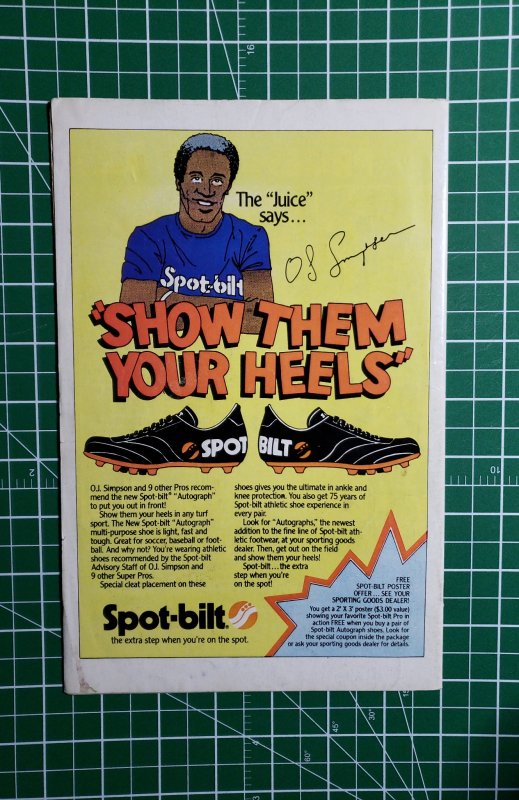 The "Juice"
says...
OJ Simpson
Spot-bilt
"SHOW THEM
YOUR HEELS"
SPOT BILT
O.J. Simpson and 9 other Pros recom-
mend the new Spot-bilt® "Autograph"
to put you out in front!
Show them your heels in any turf
sport. The New Spot-bilt "Autograph"
multi-purpose shoe is light, fast and
tough. Great for soccer, baseball or foot-
ball. And why not? You're wearing athletic
shoes recommended by the Spot-bilt
Advisory Staff of O.J. Simpson and
9 other Super Pros.
Special cleat placement on these
shoes gives you the ultimate in ankle and
knee protection. You also get 75 years of
Spot-bilt athletic shoe experience in
every pair.
Look for "Autographs," the newest
addition to the fine line of Spot-bilt ath-
letic footwear, at your sporting goods
dealer. Then, get out on the field
and show them your heels!
Spot-bilt...the extra
step when you're
on the spot!
Spot-bilt.
the extra step when you're on the spot.
FREE
SPOT-BILT POSTER
OFFER...SEE YOUR
SPORTING GOODS DEALER!
You get a 2' X 3' poster ($3.00 value)
showing your favorite Spot-bilt Pro in
action FREE when you buy a pair of
Spot-bilt Autograph shoes. Look for
the special coupon inside the package
or ask your sporting goods dealer for details.
16
2
10
15°
30°
45°
60°
4
3